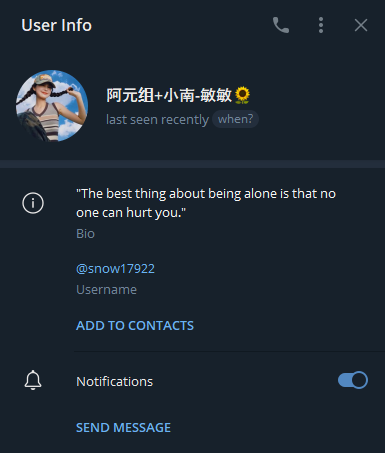 User Info
阿元组+小南-敏敏🌻
last seen recently when?
"The best thing about being alone is that no
one can hurt you."
Bio
@snow17922
Username
ADD TO CONTACTS
Notifications
SEND MESSAGE